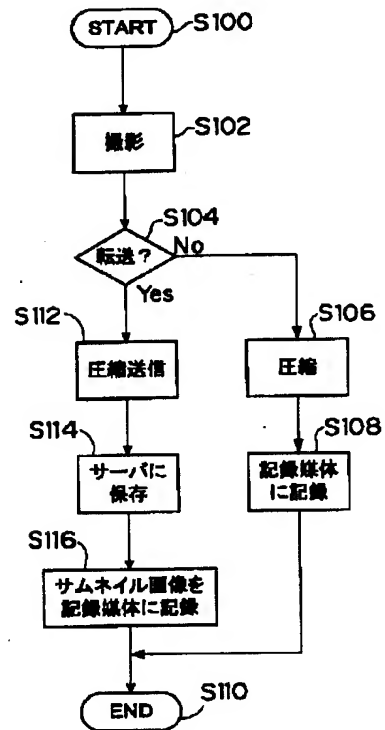 START
S100
撮影
S102
転送?
S104
No
Yes
S112
圧縮送信
S106
圧縮
S114
サーバに
保存
S108
記録媒体
に記録
S116
サムネイル画像を
記録媒体に記録
END
S110